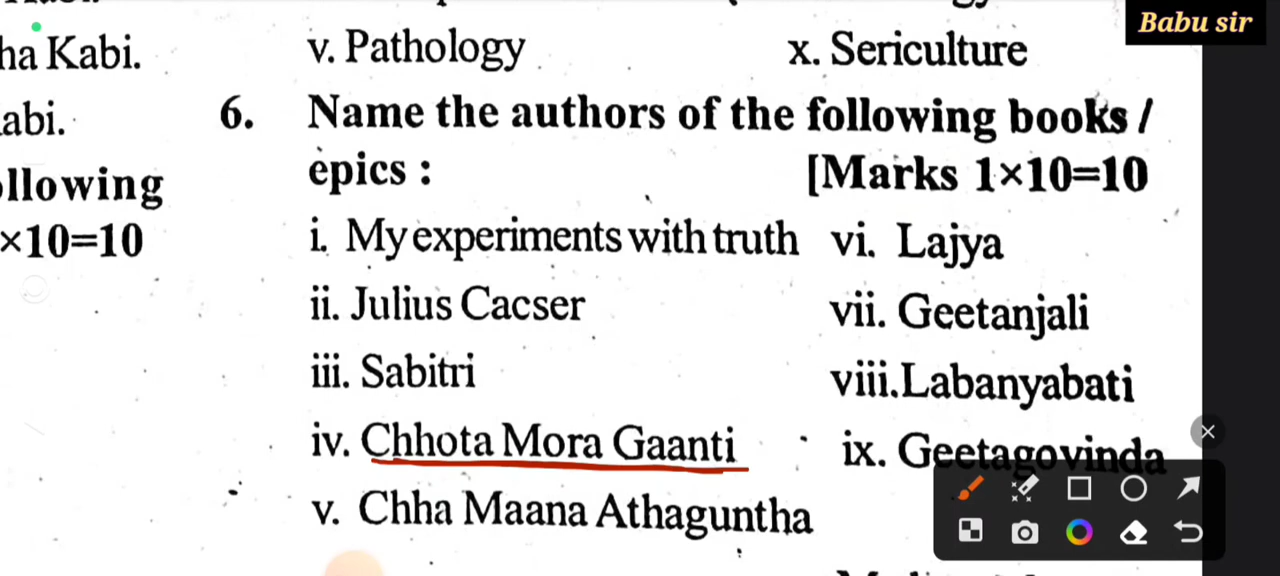 Babu sir
ha Kabi.
v. Pathology
x. Sericulture
abi.
6. Name the authors of the following books /
llowing
epics : [Marks 1×10=10
×10=10
i. My experiments with truth
vi. Lajya
ii. Julius Cacser
vii. Geetanjali
iii. Sabitri
viii. Labanyabati
iv. Chhota Mora Gaanti
ix. Geetagovinda
v. Chha Maana Athaguntha